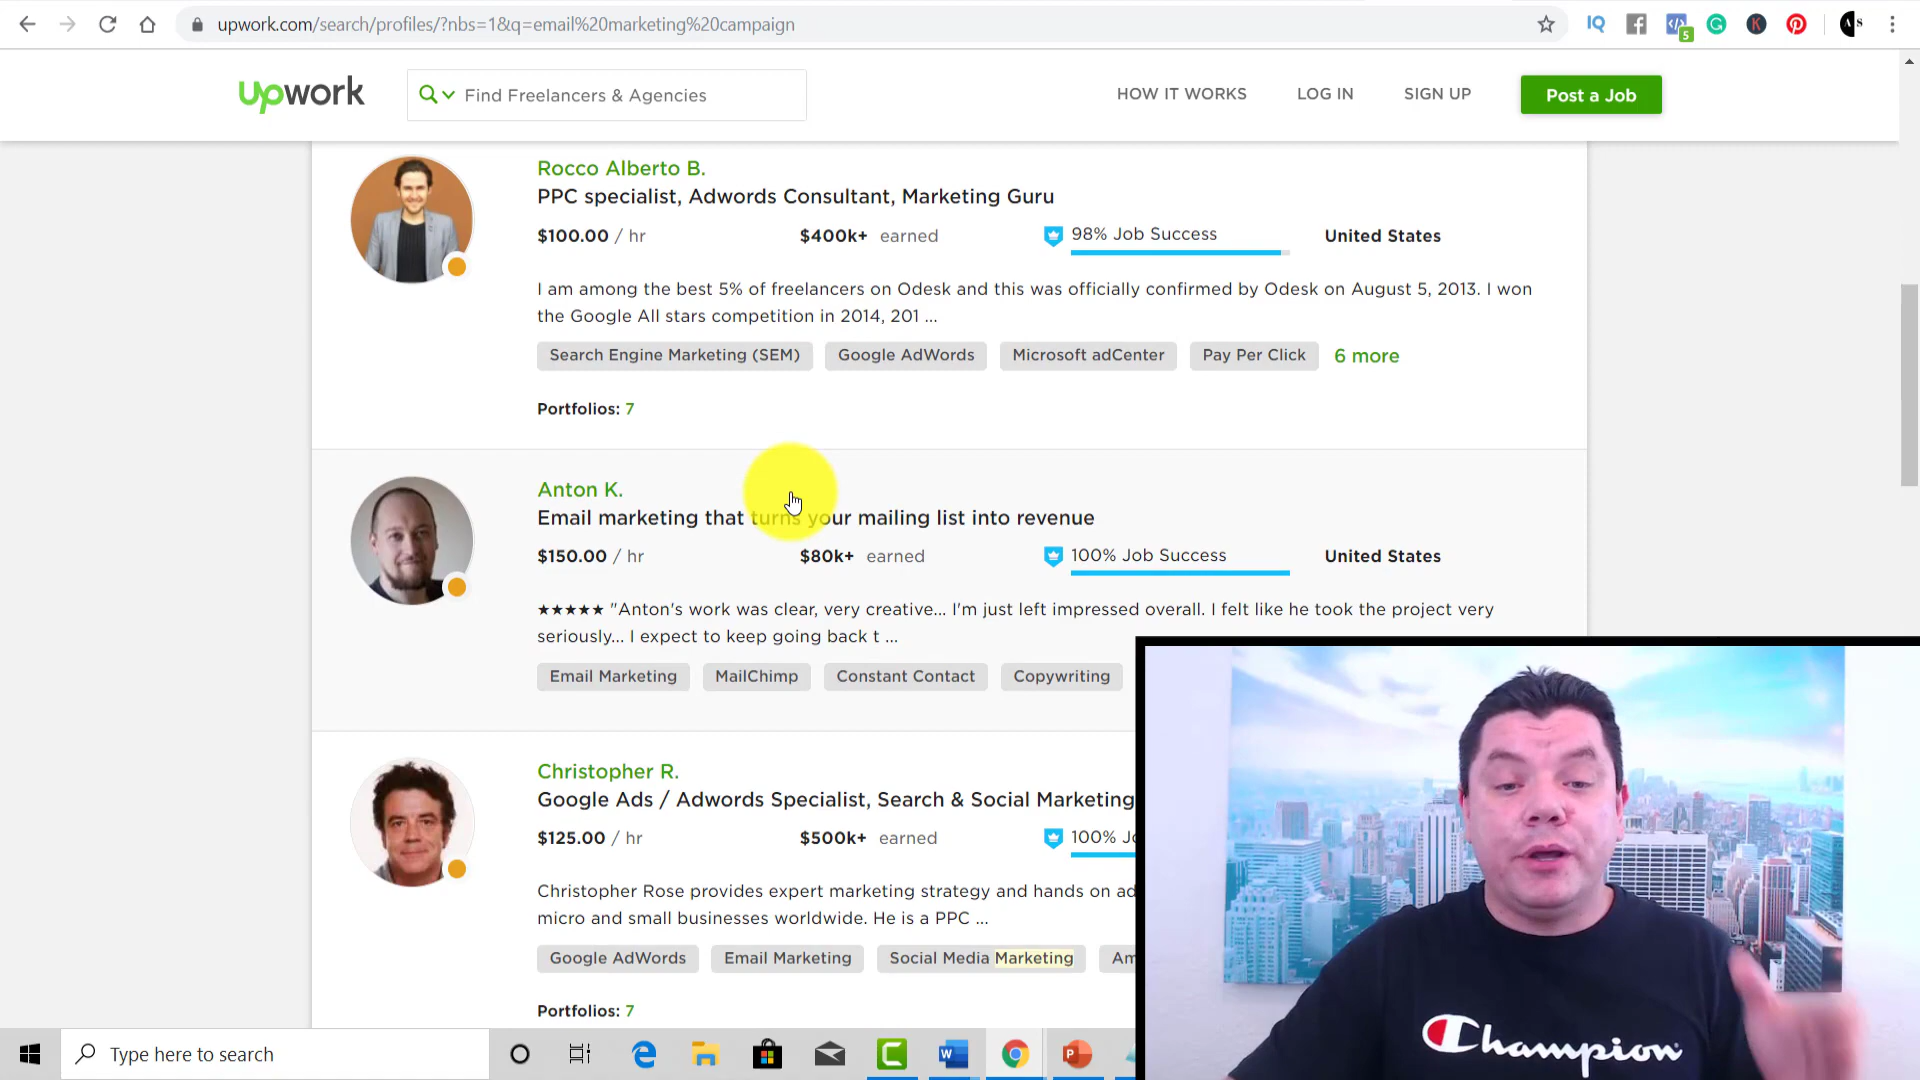 upwork.com/search/profiles/?nbs=1&q=email%20marketing%20campaign
5
upwork
Find Freelancers & Agencies
HOW IT WORKS
LOG IN
SIGN UP
Post a Job
Rocco Alberto B.
PPC specialist, Adwords Consultant, Marketing Guru
$100.00 / hr $400k+ earned 98% Job Success United States
I am among the best 5% of freelancers on Odesk and this was officially confirmed by Odesk on August 5, 2013. I won
the Google All stars competition in 2014, 201 ...
Search Engine Marketing (SEM) Google AdWords Microsoft adCenter Pay Per Click 6 more
Portfolios: 7
Anton K.
Email marketing that turns your mailing list into revenue
$150.00 / hr $80k+ earned 100% Job Success United States
★★★★★ "Anton's work was clear, very creative... I'm just left impressed overall. I felt like he took the project very
seriously... I expect to keep going back t ...
Email Marketing MailChimp Constant Contact Copywriting
Christopher R.
Google Ads / Adwords Specialist, Search & Social Marketing
$125.00 / hr $500k+ earned 100%
Christopher Rose provides expert marketing strategy and hands on
micro and small businesses worldwide. He is a PPC ...
Google AdWords Email Marketing Social Media Marketing
Portfolios: 7
Champion
Type here to search